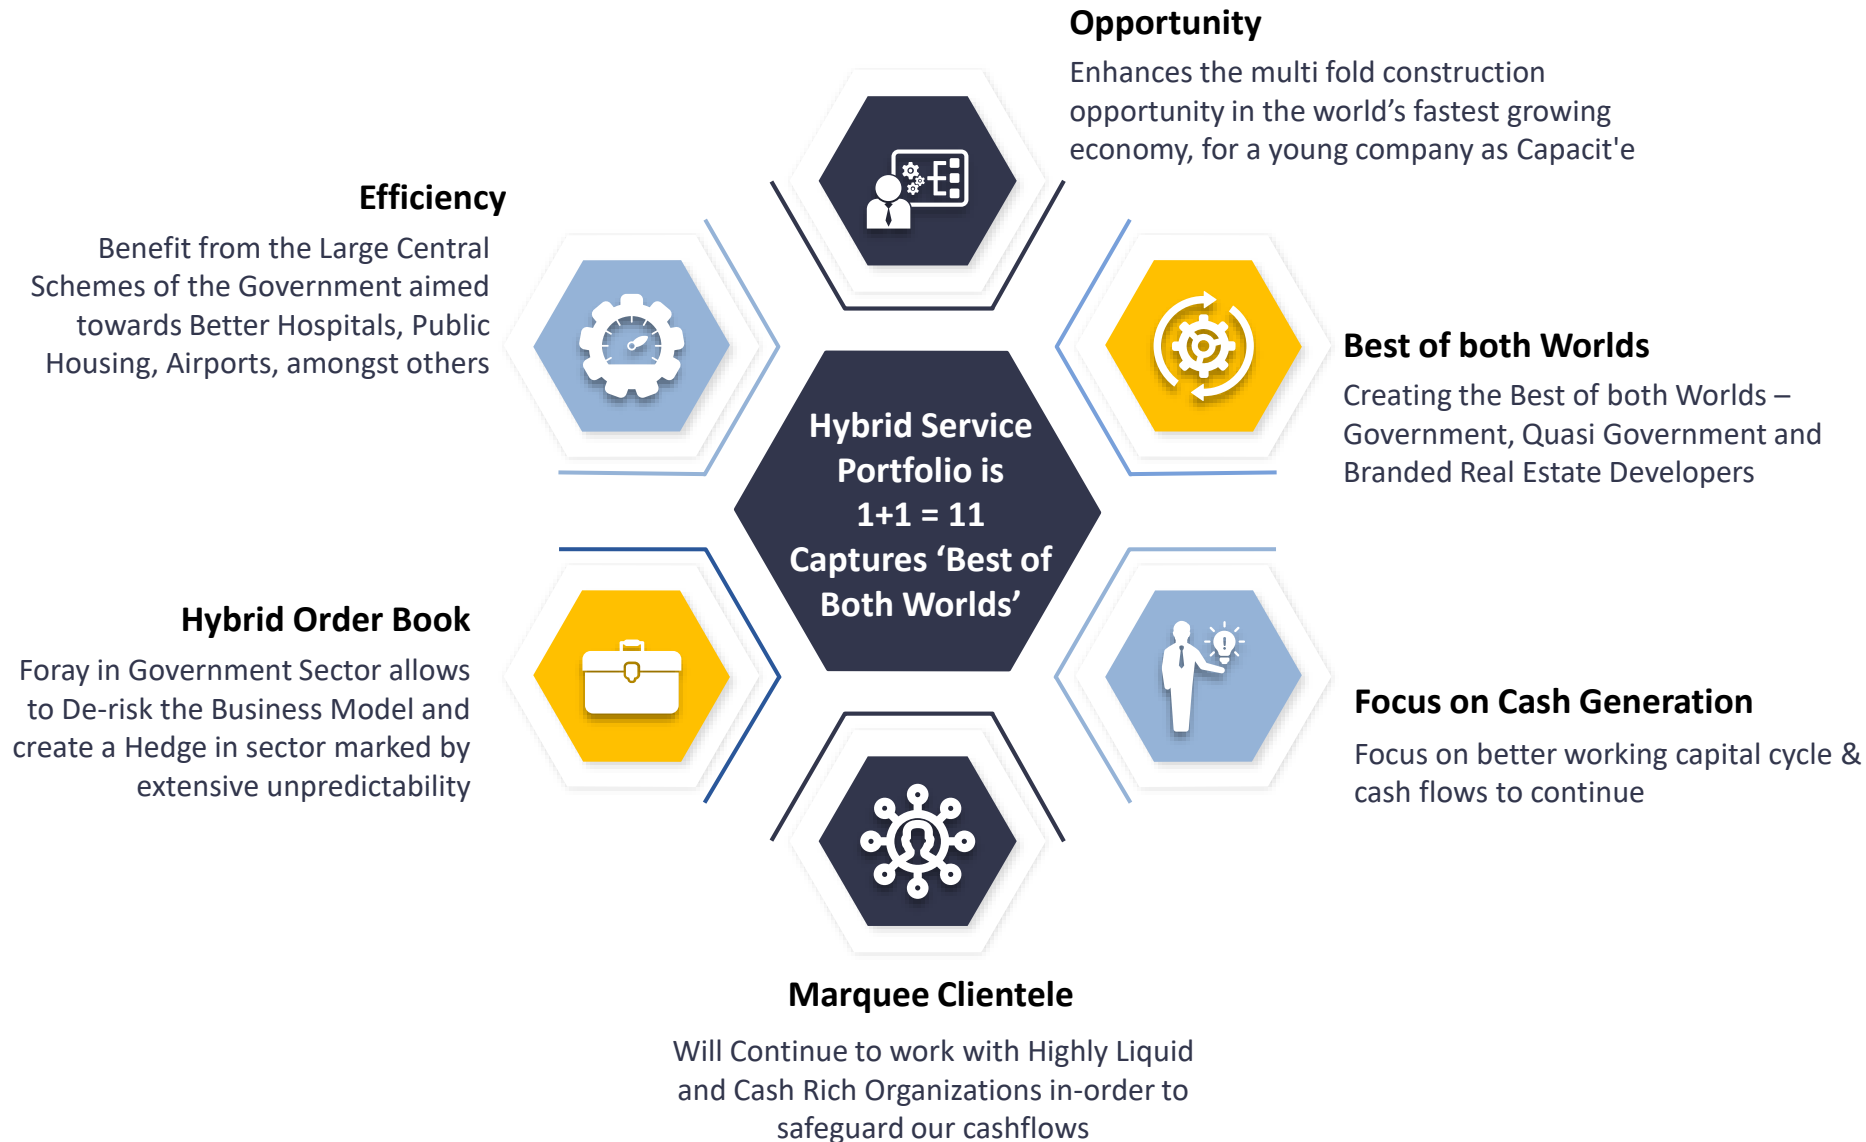 Opportunity
Enhances the multi fold construction
opportunity in the world’s fastest growing
economy, for a young company as Capacit'e
Efficiency
Benefit from the Large Central
Schemes of the Government aimed
towards Better Hospitals, Public
Housing, Airports, amongst others
Best of both Worlds
Creating the Best of both Worlds –
Government, Quasi Government and
Branded Real Estate Developers
Hybrid Service
Portfolio is
1+1 = 11
Captures ‘Best of
Both Worlds’
Hybrid Order Book
Foray in Government Sector allows
to De-risk the Business Model and
create a Hedge in sector marked by
extensive unpredictability
Focus on Cash Generation
Focus on better working capital cycle &
cash flows to continue
Marquee Clientele
Will Continue to work with Highly Liquid
and Cash Rich Organizations in-order to
safeguard our cashflows